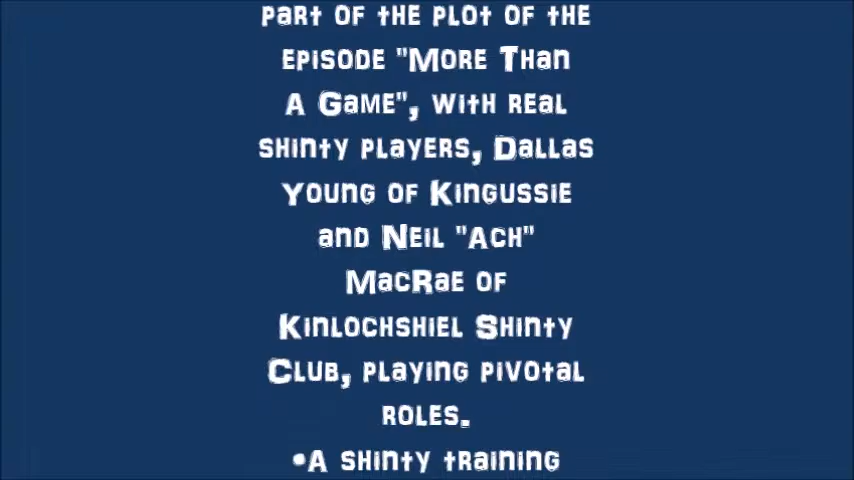 part of the plot of the
episode "More Than
a Game", with real
shinty players, Dallas
Young of Kingussie
and Neil "Ach"
MacRae of
Kinlochshiel Shinty
Club, playing pivotal
roles.
•A shinty training